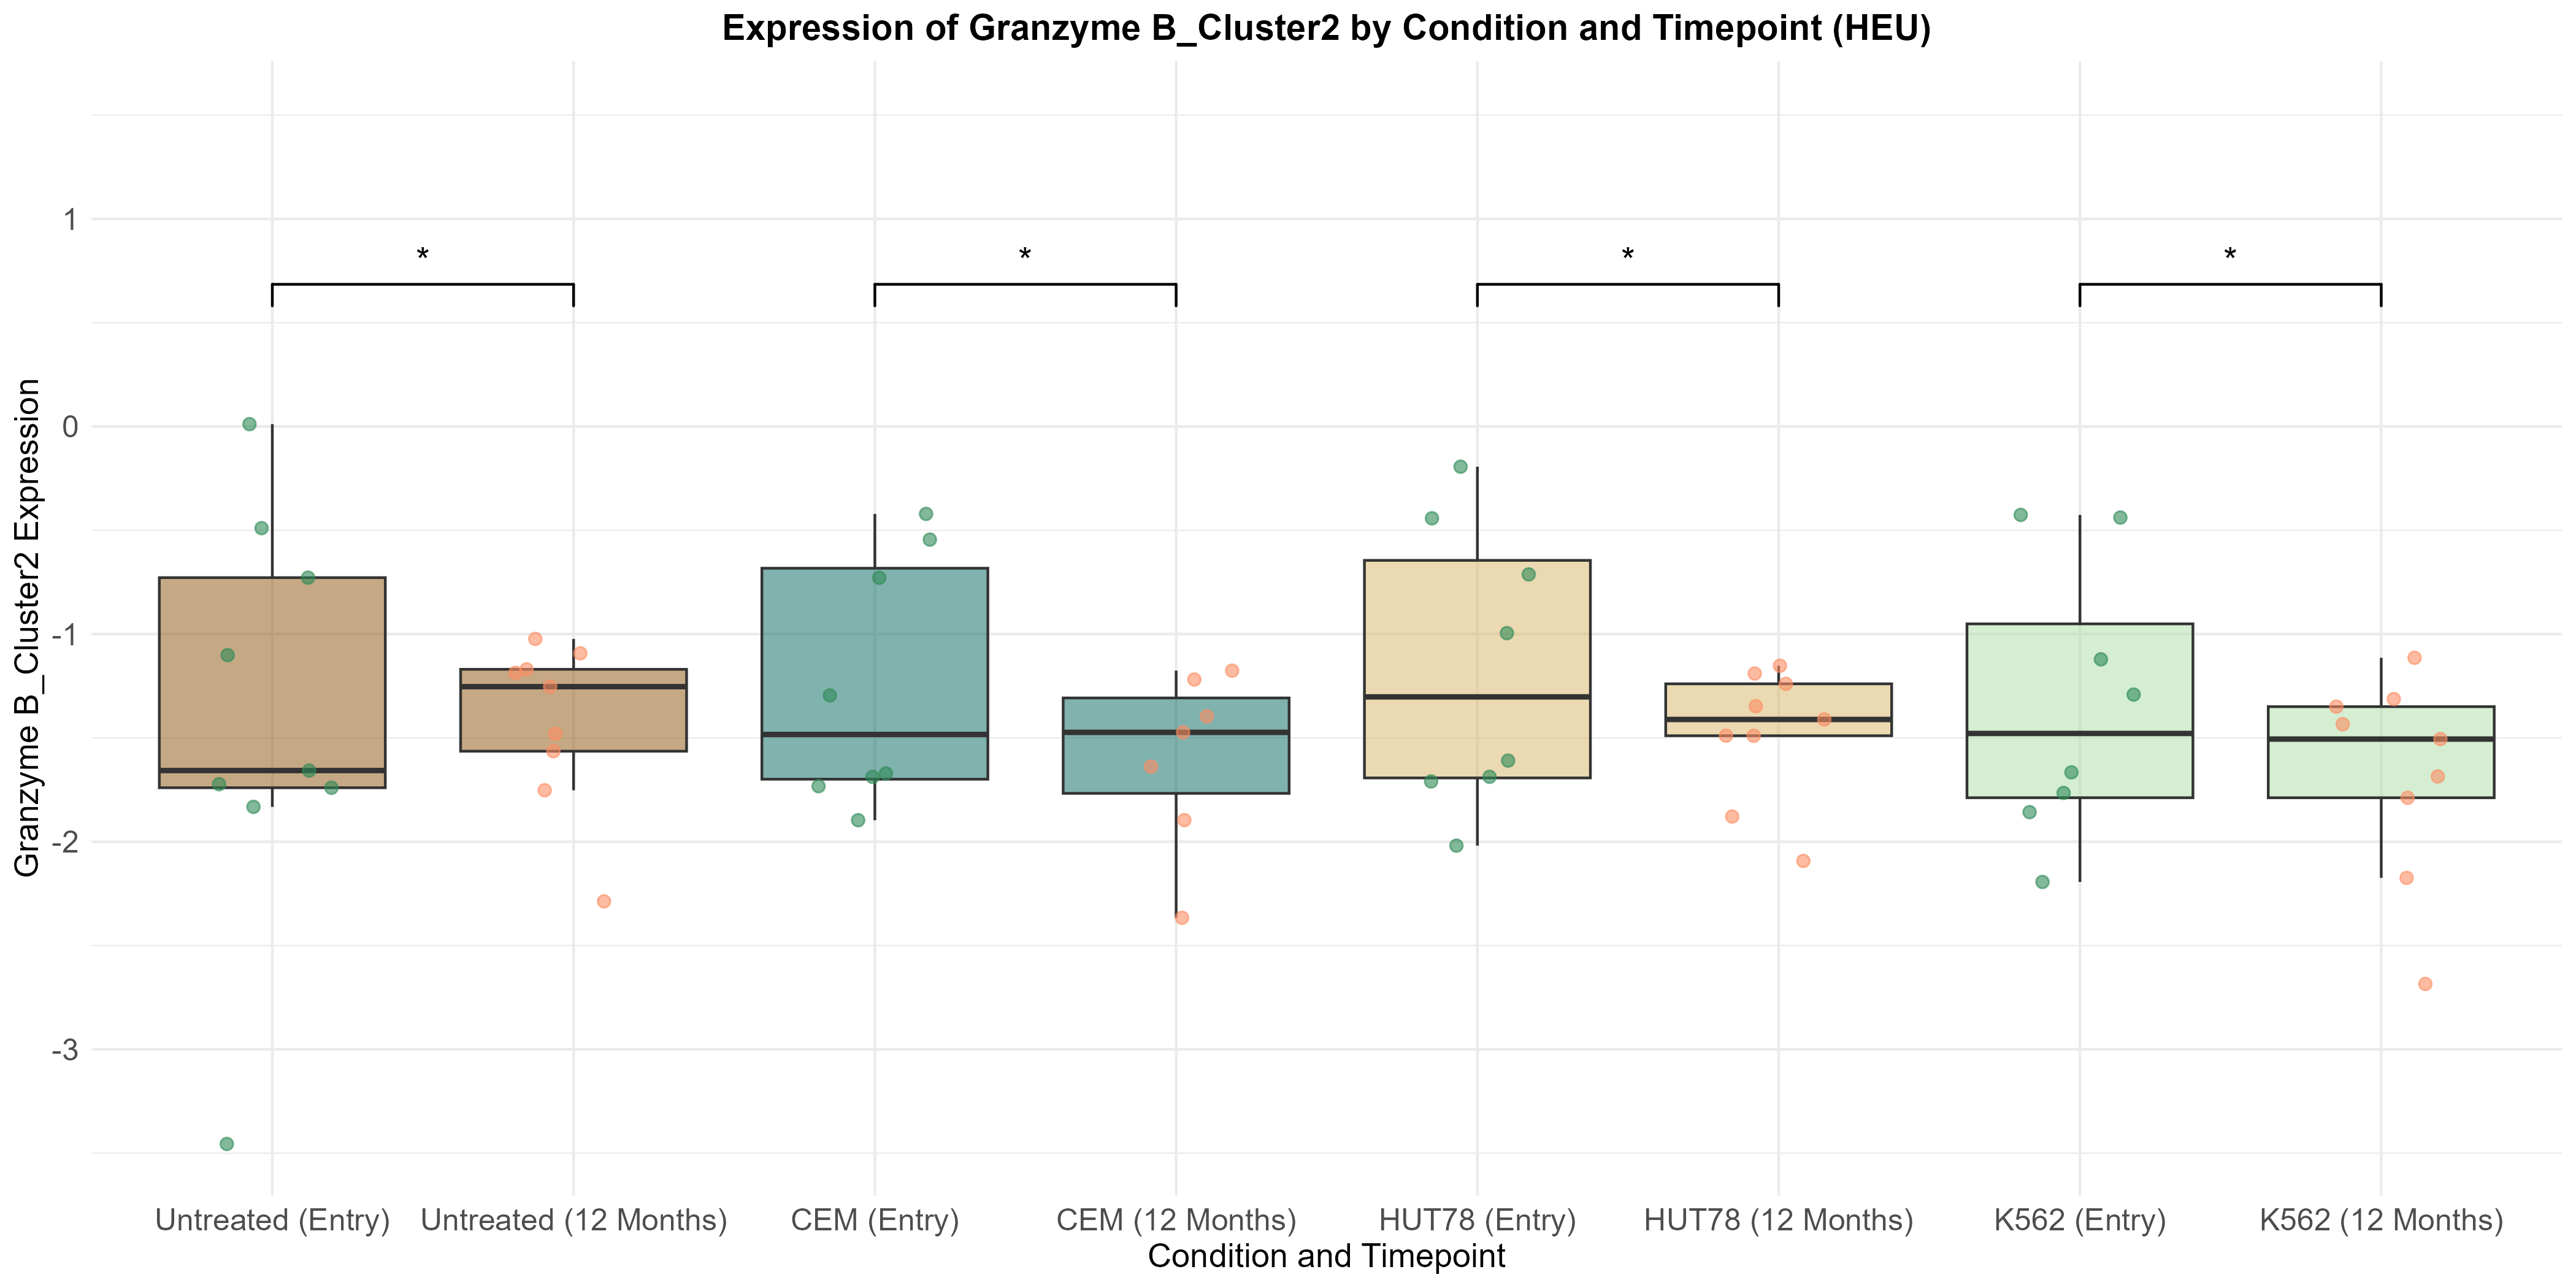 Expression of Granzyme B_Cluster2 by Condition and Timepoint (HEU)
Granzyme B_Cluster2 Expression
1
0
-1
-2
-3
* * * *
Untreated (Entry) Untreated (12 Months) CEM (Entry) CEM (12 Months) HUT78 (Entry) HUT78 (12 Months) K562 (Entry) K562 (12 Months)
Condition and Timepoint